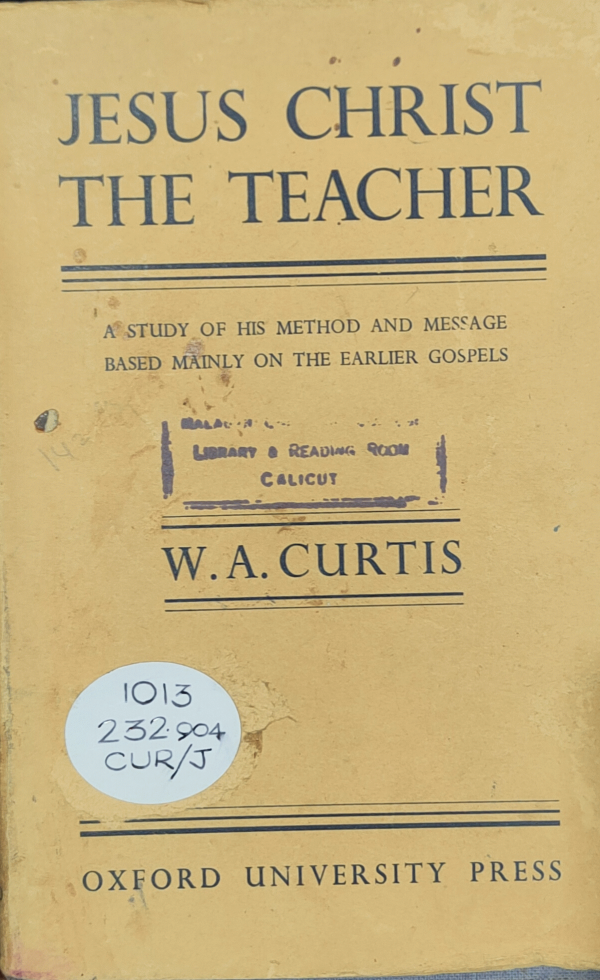 JESUS CHRIST
THE TEACHER
A STUDY OF HIS METHOD AND MESSAGE
BASED MAINLY ON THE EARLIER GOSPELS
LIBRARY & READING ROOM
CALICUT
W. A. CURTIS
1013
232.904
CUR/J
OXFORD UNIVERSITY PRESS